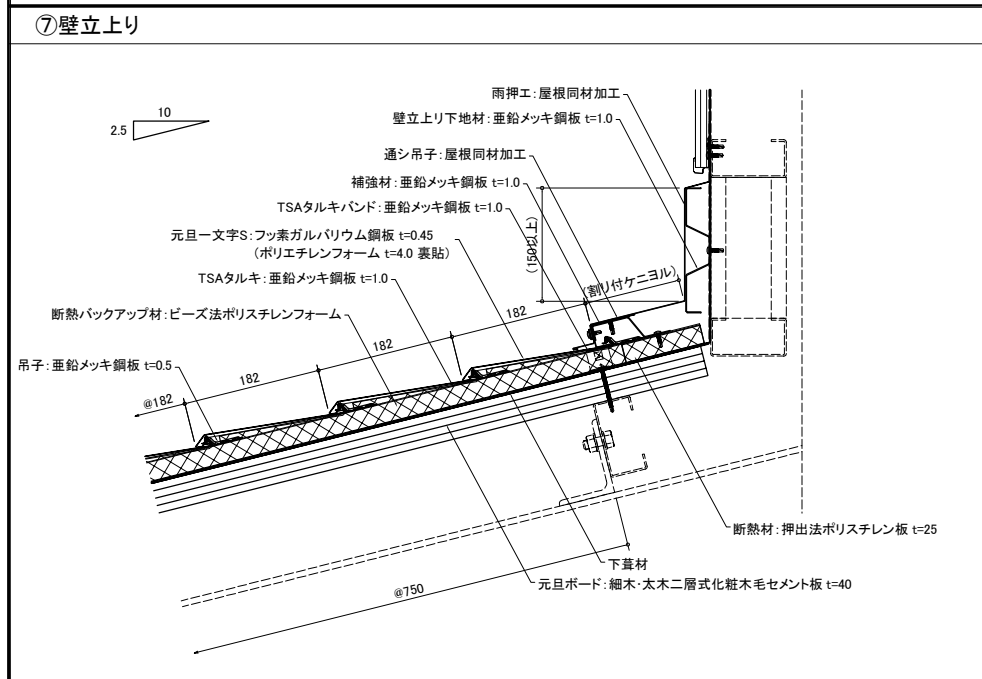 ⑦壁立上り
10
2.5
雨押エ:屋根同材加工
壁立上リ下地材:亜鉛メッキ鋼板 t=1.0
通シ吊子:屋根同材加工
補強材:亜鉛メッキ鋼板 t=1.0
TSAタルキバンド:亜鉛メッキ鋼板 t=1.0
元旦一文字S:フッ素ガルバリウム鋼板 t=0.45
(ポリエチレンフォーム t=4.0 裏貼)
TSAタルキ:亜鉛メッキ鋼板 t=1.0
断熱バックアップ材:ビーズ法ポリスチレンフォーム
吊子:亜鉛メッキ鋼板 t=0.5
(150以上)
(割り付ケニヨル)
182
182
182
@182
断熱材:押出法ポリスチレン板 t=25
下葺材
元旦ボード:細木・太木二層式化粧木毛セメント板 t=40
@750